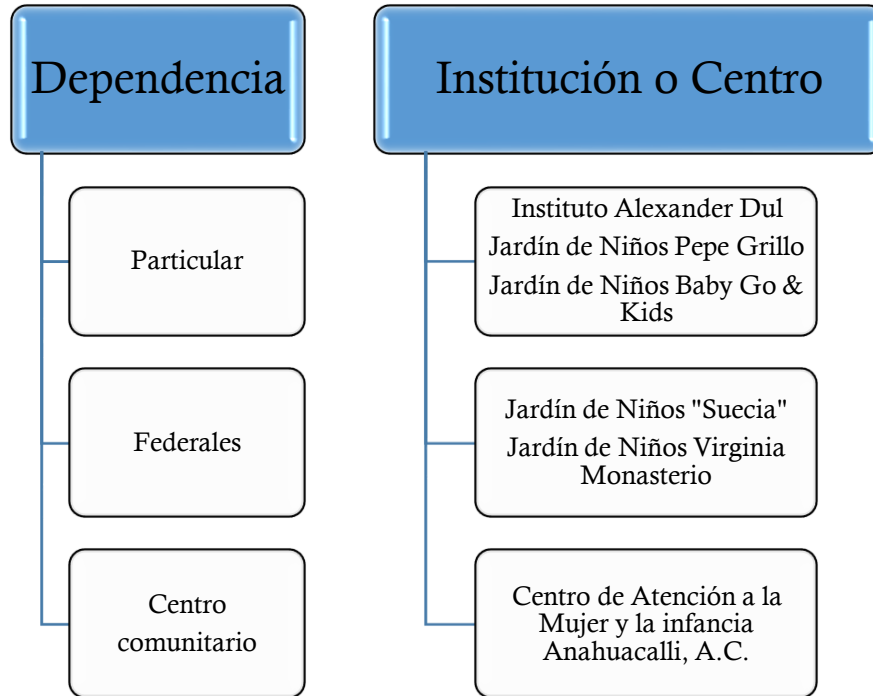 Dependencia
Particular
Federales
Centro
comunitario
Institución o Centro
Instituto Alexander Dul
Jardín de Niños Pepe Grillo
Jardín de Niños Baby Go &
Kids
Jardín de Niños "Suecia"
Jardín de Niños Virginia
Monasterio
Centro de Atención a la
Mujer y la infancia
Anahuacalli, A.C.